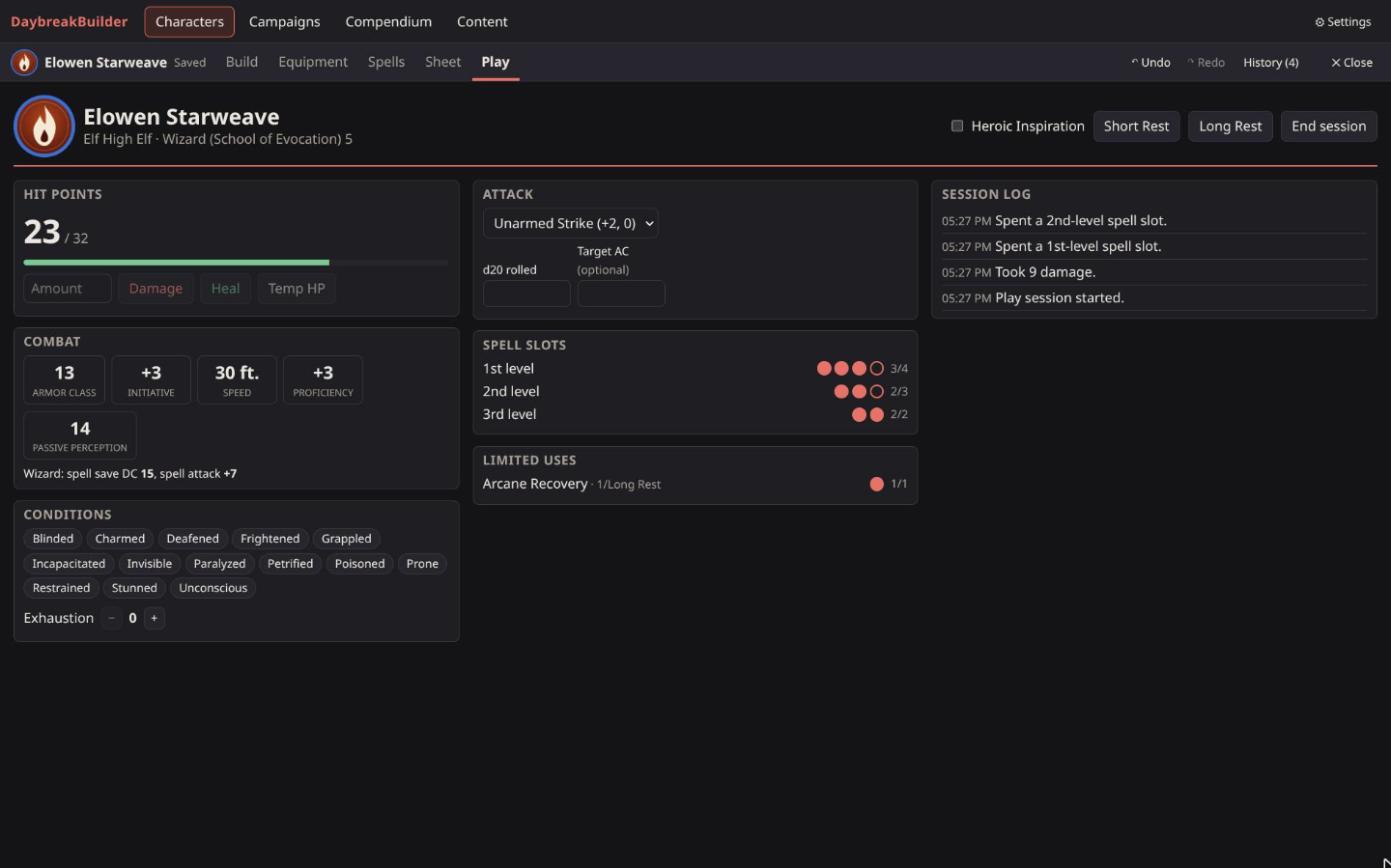 DaybreakBuilder Characters Campaigns Compendium Content ⚙ Settings
Elowen Starweave Saved Build Equipment Spells Sheet Play ↶ Undo ↷ Redo History (4) ✕ Close
Elowen Starweave
Elf High Elf · Wizard (School of Evocation) 5
Heroic Inspiration Short Rest Long Rest End session
HIT POINTS
23 / 32
Amount Damage Heal Temp HP
COMBAT
13 +3 30 ft. +3
ARMOR CLASS INITIATIVE SPEED PROFICIENCY
14
PASSIVE PERCEPTION
Wizard: spell save DC 15, spell attack +7
CONDITIONS
Blinded Charmed Deafened Frightened Grappled
Incapacitated Invisible Paralyzed Petrified Poisoned Prone
Restrained Stunned Unconscious
Exhaustion − 0 +
ATTACK
Unarmed Strike (+2, 0)
Target AC
d20 rolled (optional)
SPELL SLOTS
1st level 3/4
2nd level 2/3
3rd level 2/2
LIMITED USES
Arcane Recovery · 1/Long Rest 1/1
SESSION LOG
05:27 PM Spent a 2nd-level spell slot.
05:27 PM Spent a 1st-level spell slot.
05:27 PM Took 9 damage.
05:27 PM Play session started.